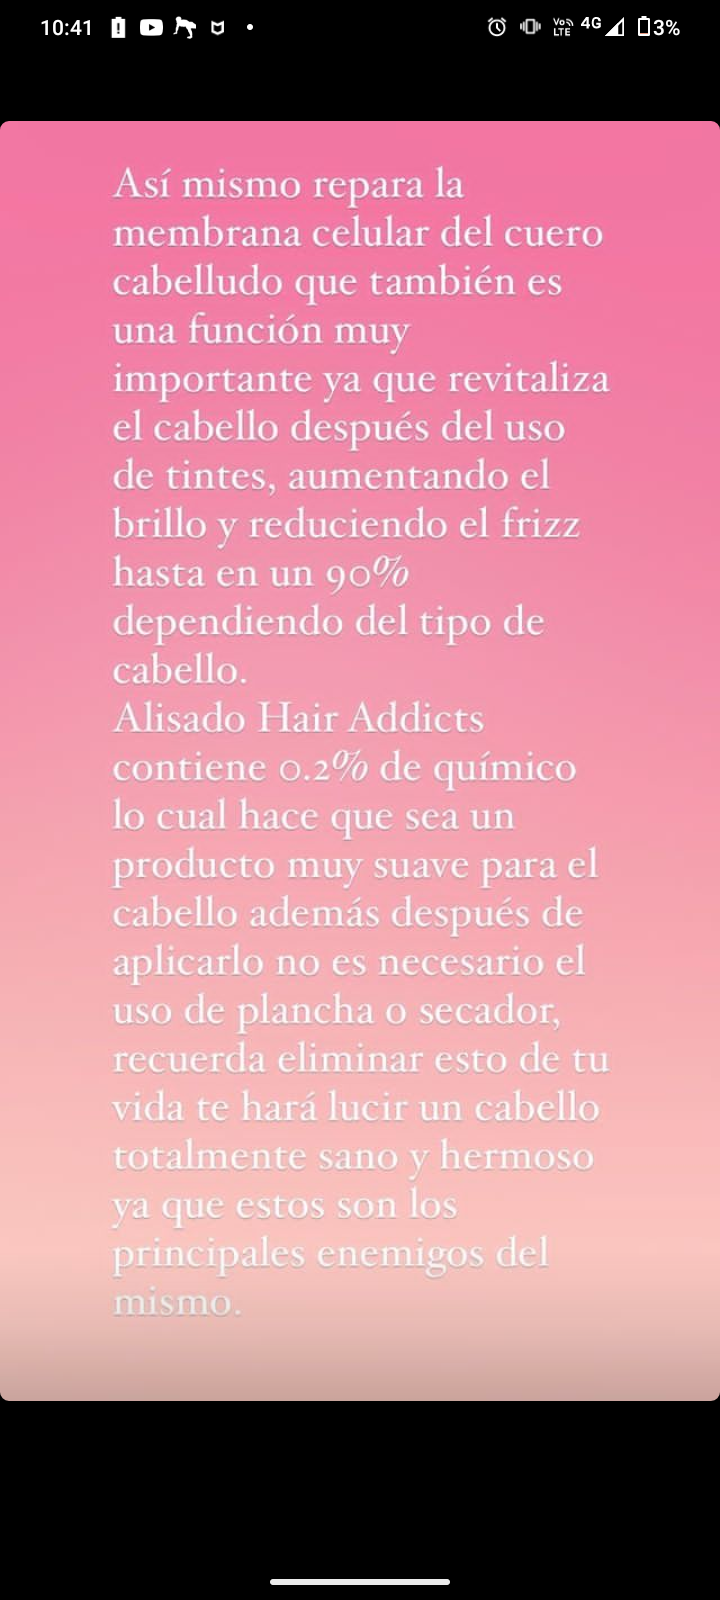 10:41
4G
Vo
LTE
3%
Así mismo repara la
membrana celular del cuero
cabelludo que también es
una función muy
importante ya que revitaliza
el cabello después del uso
de tintes, aumentando el
brillo y reduciendo el frizz
hasta en un 90%
dependiendo del tipo de
cabello.
Alisado Hair Addicts
contiene 0.2% de químico
lo cual hace que sea un
producto muy suave para el
cabello además después de
aplicarlo no es necesario el
uso de plancha o secador,
recuerda eliminar esto de tu
vida te hará lucir un cabello
totalmente sano y hermoso
ya que estos son los
principales enemigos del
mismo.